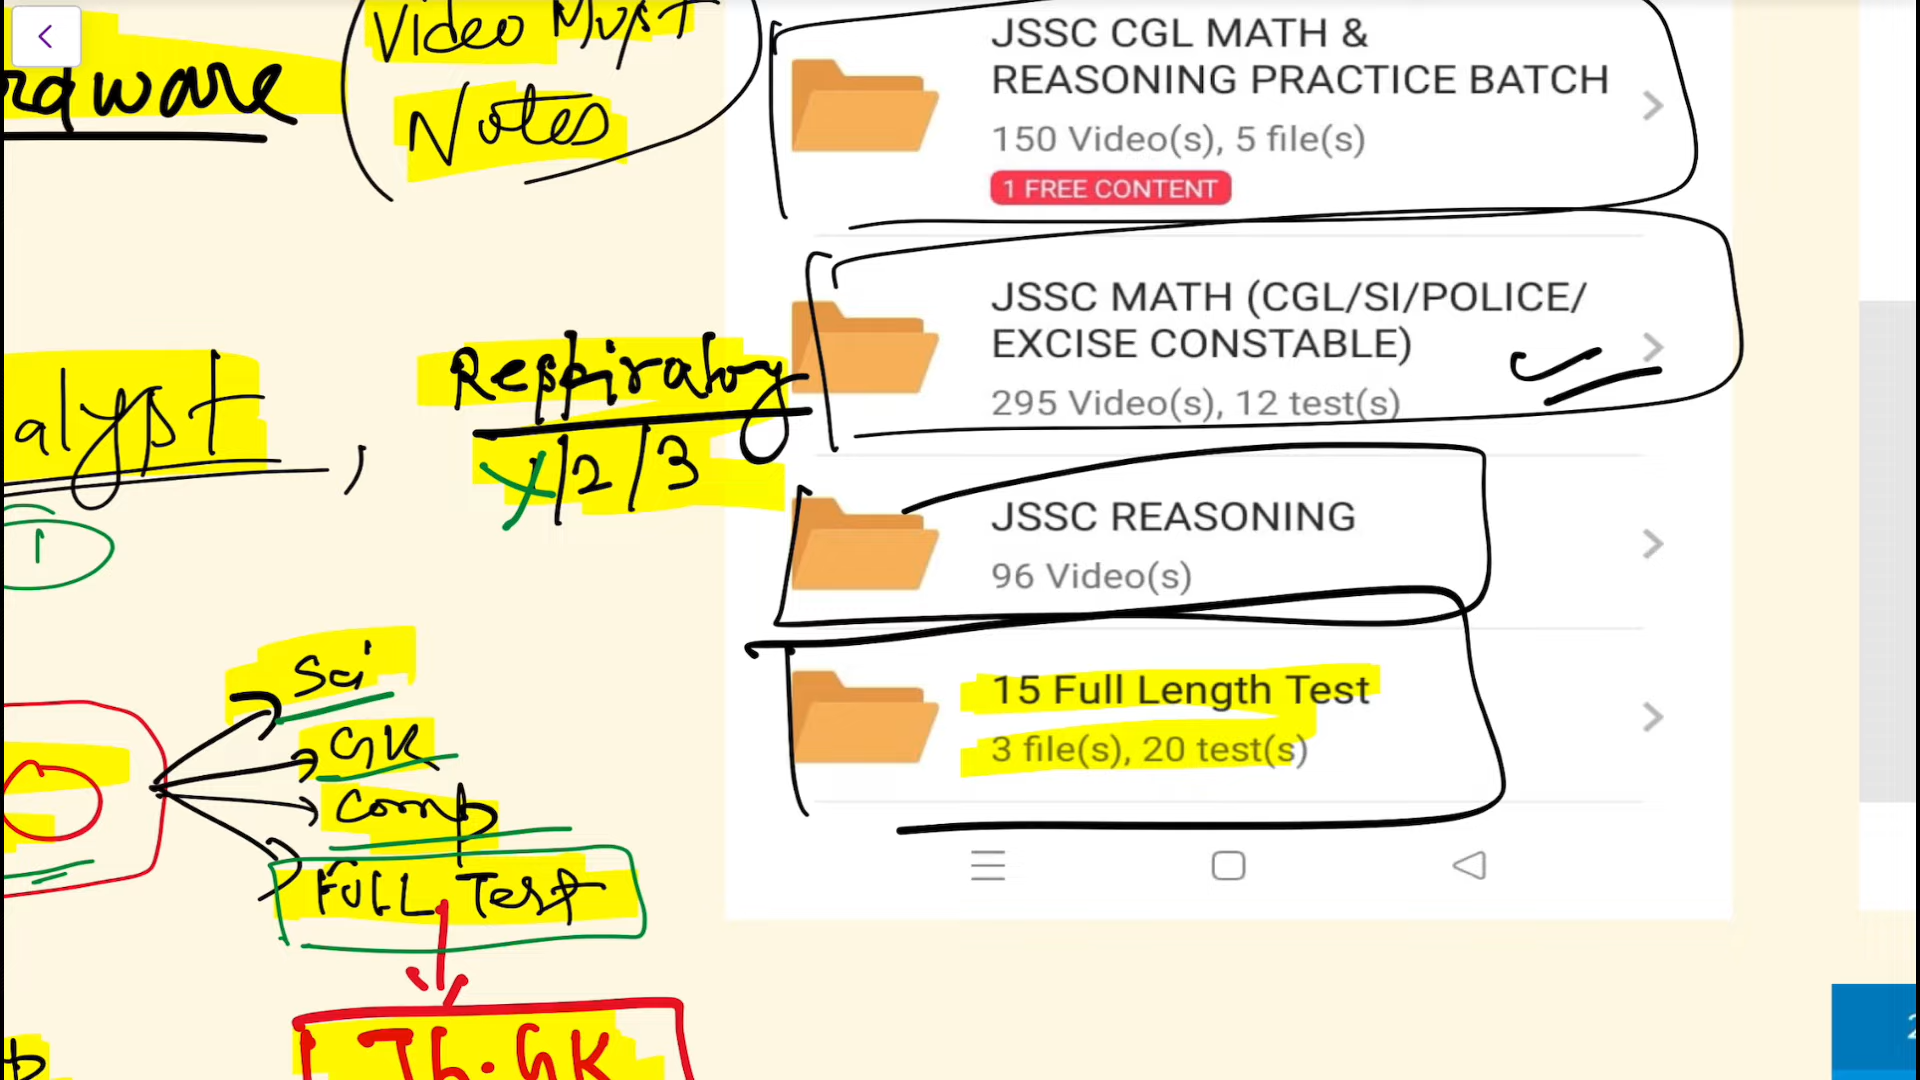 Video Must
Notes
Respiratory
/2/3
1
Sci
GK
Comp
FULL Test
Jh. GK
JSSC CGL MATH &
REASONING PRACTICE BATCH
150 Video(s), 5 file(s)
1 FREE CONTENT
JSSC MATH (CGL/SI/POLICE/
EXCISE CONSTABLE)
295 Video(s), 12 test(s)
JSSC REASONING
96 Video(s)
15 Full Length Test
3 file(s), 20 test(s)